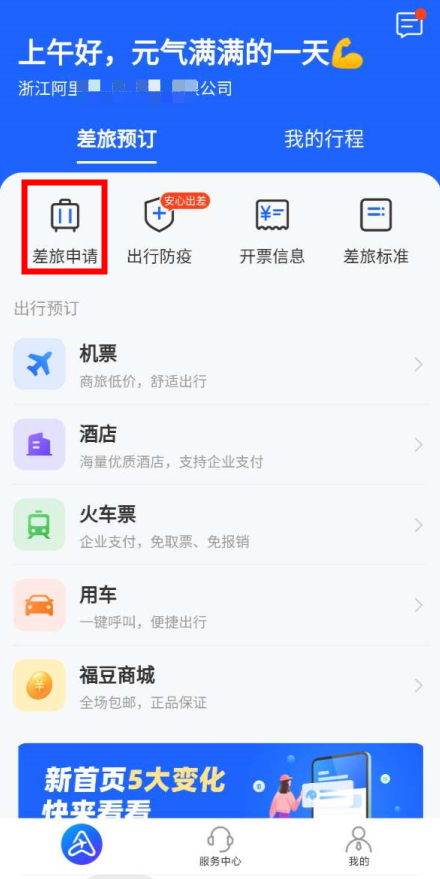 上午好，元气满满的一天💪
浙江阿里 公司
差旅预订 我的行程
安心出差
差旅申请 出行防疫 开票信息 差旅标准
出行预订
机票
商旅低价，舒适出行
酒店
海量优质酒店，支持企业支付
火车票
企业支付，免取票、免报销
用车
一键呼叫，便捷出行
福豆商城
全场包邮，正品保证
新首页5大变化
快来看看
服务中心 我的